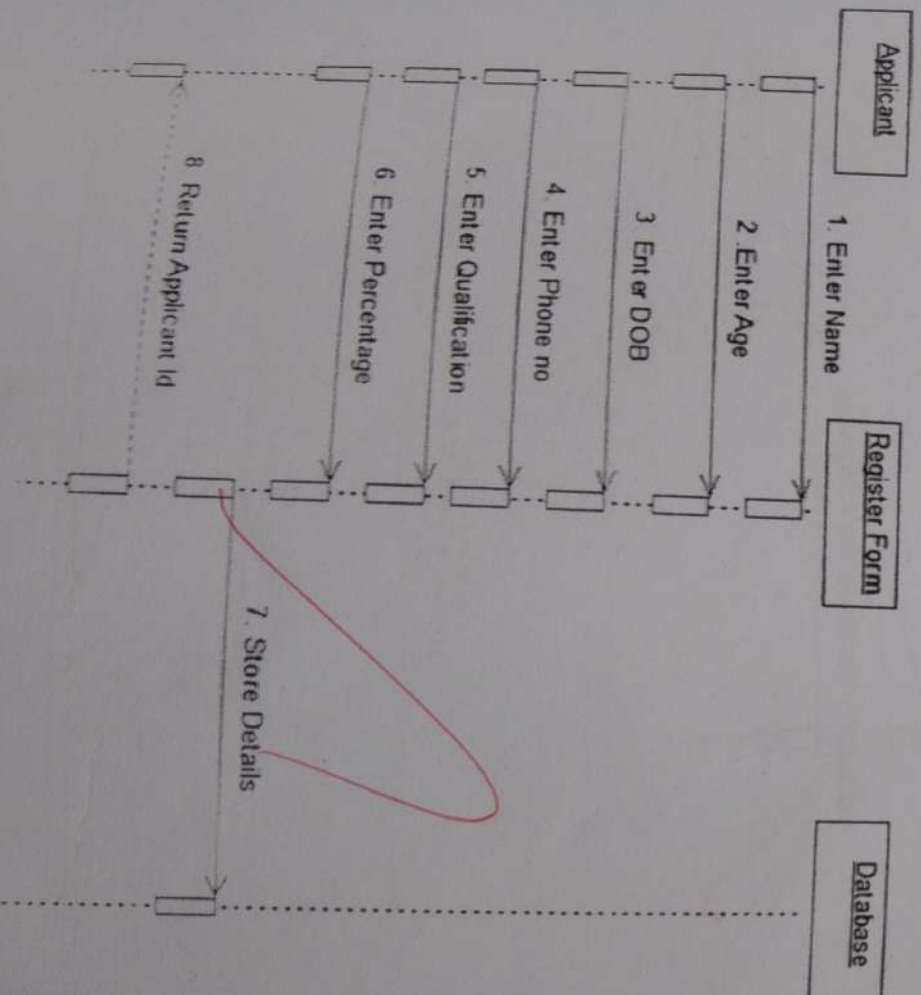 Applicant
Register Form
Database
1. Enter Name
2 .Enter Age
3 Enter DOB
4. Enter Phone no
5. Enter Qualification
6. Enter Percentage
7. Store Details
8 Return Applicant Id